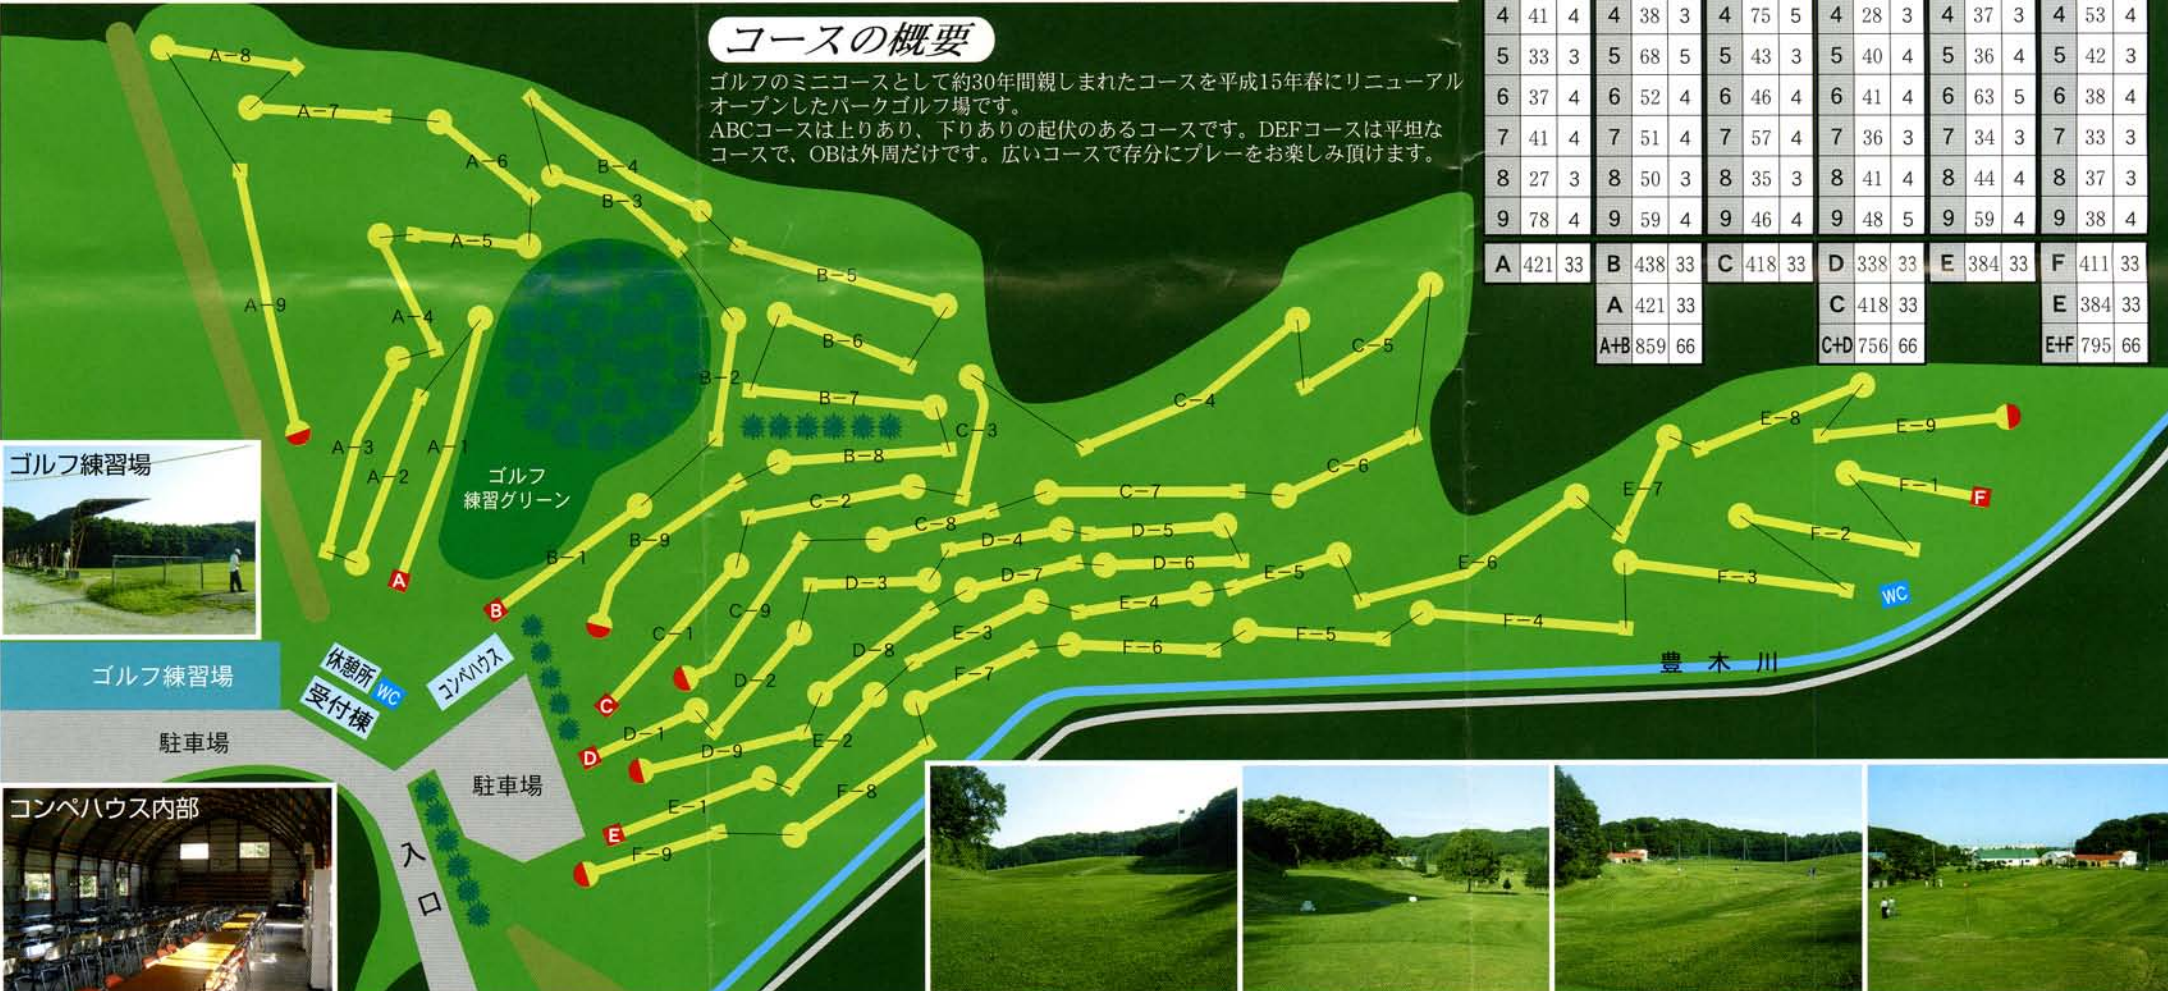 コースの概要
ゴルフのミニコースとして約30年間親しまれたコースを平成15年春にリニューアル
オープンしたパークゴルフ場です。
ABCコースは上りあり、下りありの起伏のあるコースです。DEFコースは平坦な
コースで、OBは外周だけです。広いコースで存分にプレーをお楽しみ頂けます。
4 41 4 4 38 3 4 75 5 4 28 3 4 37 3 4 53 4
5 33 3 5 68 5 5 43 3 5 40 4 5 36 4 5 42 3
6 37 4 6 52 4 6 46 4 6 41 4 6 63 5 6 38 4
7 41 4 7 51 4 7 57 4 7 36 3 7 34 3 7 33 3
8 27 3 8 50 3 8 35 3 8 41 4 8 44 4 8 37 3
9 78 4 9 59 4 9 46 4 9 48 5 9 59 4 9 38 4
A 421 33 B 438 33 C 418 33 D 338 33 E 384 33 F 411 33
A 421 33 C 418 33 E 384 33
A+B 859 66 C+D 756 66 E+F 795 66
A-8
A-7
A-6
A-5
A-9
A-4
A-3
A-2
A-1
A
B-4
B-3
B-5
B-6
B-2
B-7
B-8
B-9
B-1
B
C-3
C-4
C-5
C-6
C-7
C-2
C-8
C-9
C-1
C
D-4
D-5
D-6
D-7
D-3
D-8
D-2
D-1
D
D-9
E-8
E-9
E-7
E-6
E-5
E-4
E-3
E-2
E-1
E
F-1
F
F-2
F-3
F-4
F-5
F-6
F-7
F-8
F-9
WC
豊木川
ゴルフ
練習グリーン
ゴルフ練習場
ゴルフ練習場
休憩所
WC
受付棟
コンペハウス
駐車場
駐車場
入口
コンペハウス内部